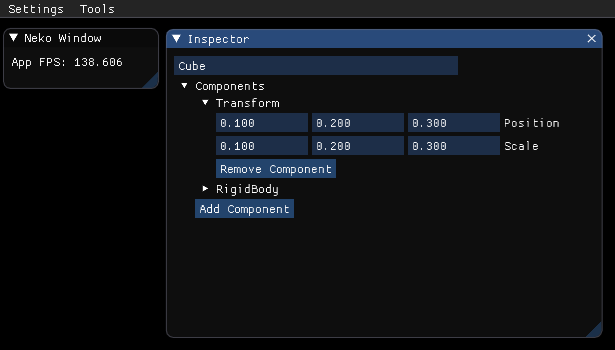 Settings Tools
Neko Window
App FPS: 138.606
Inspector
Cube
Components
Transform
0.100 0.200 0.300 Position
0.100 0.200 0.300 Scale
Remove Component
RigidBody
Add Component